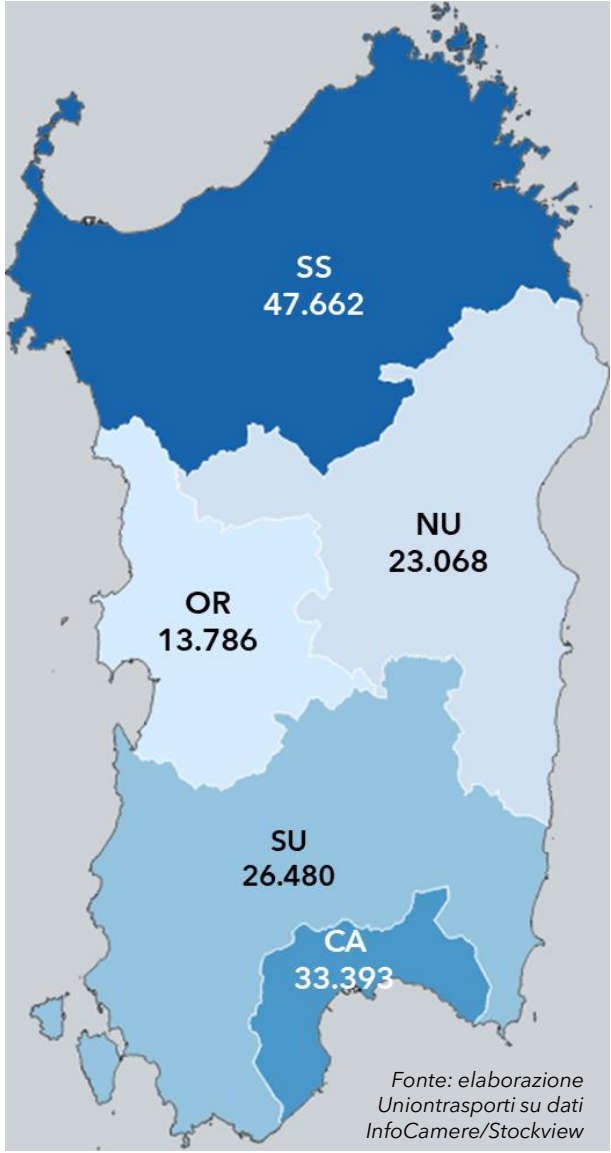 SS
47.662
NU
23.068
OR
13.786
SU
26.480
CA
33.393
Fonte: elaborazione
Uniontrasporti su dati
InfoCamere/Stockview